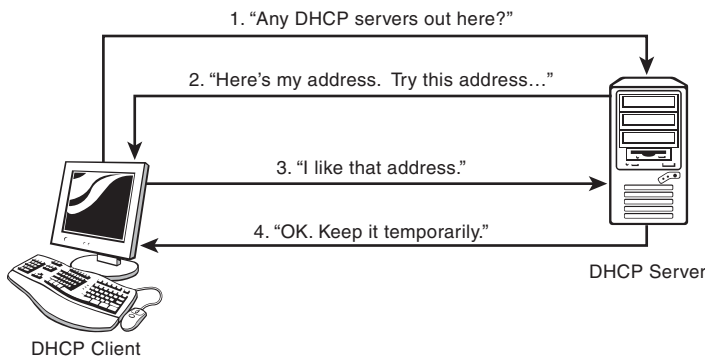 1. “Any DHCP servers out here?”
2. “Here’s my address.  Try this address…”
3. “I like that address.”
4. “OK. Keep it temporarily.”
DHCP Server
DHCP Client